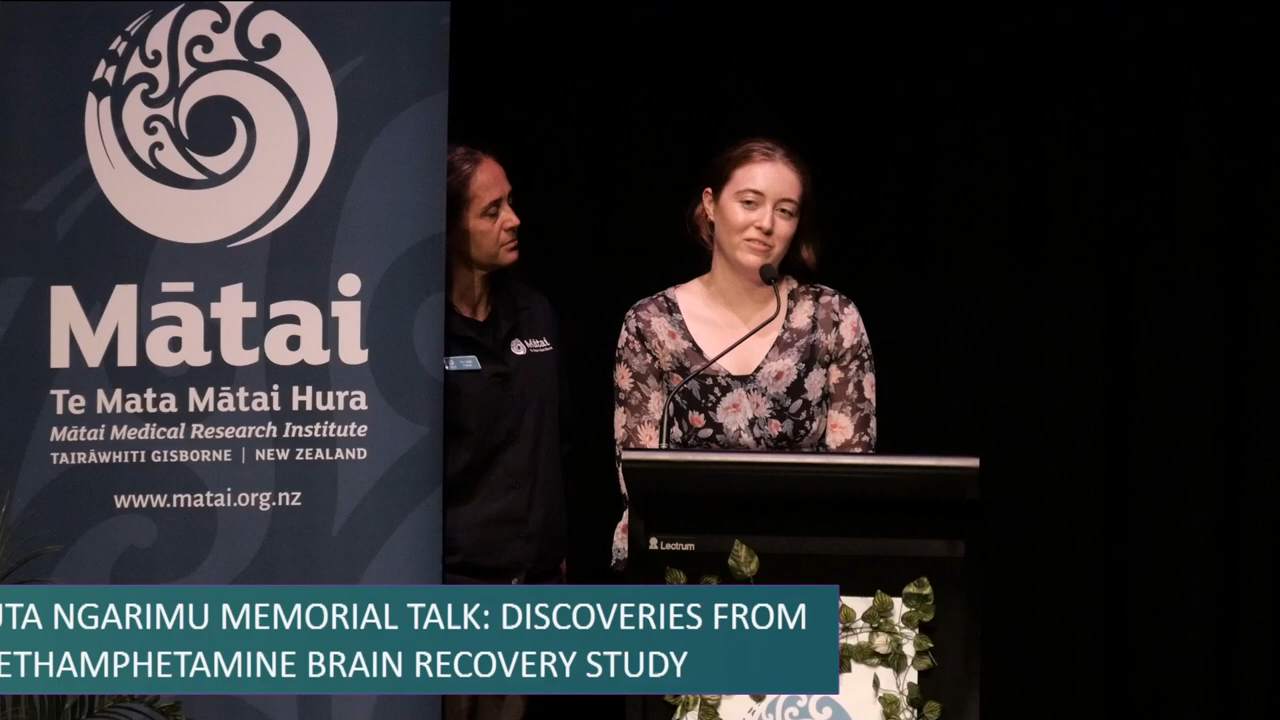 Mātai
Te Mata Mātai Hura
Mātai Medical Research Institute
TAIRĀWHITI GISBORNE | NEW ZEALAND
www.matai.org.nz
Mātai
Lectrum
UTA NGARIMU MEMORIAL TALK: DISCOVERIES FROM
ETHAMPHETAMINE BRAIN RECOVERY STUDY